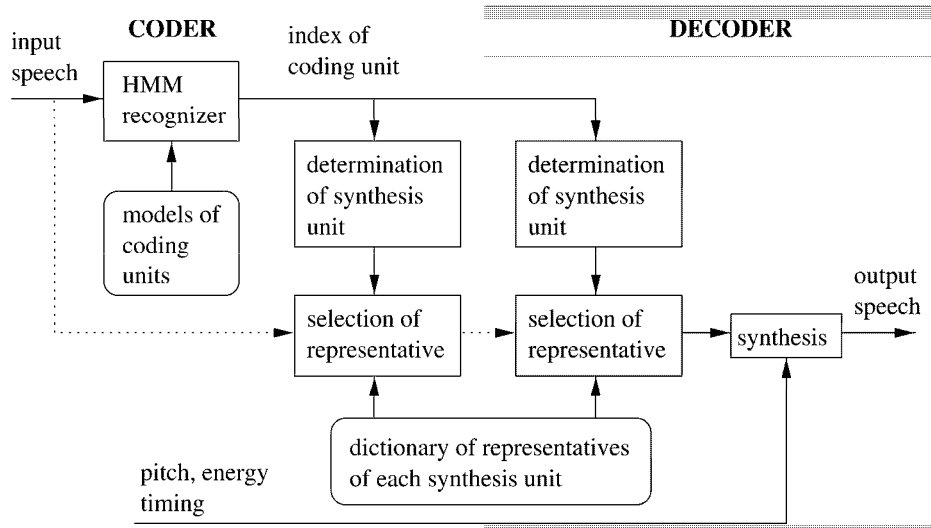 CODER
DECODER
input
speech
index of
coding unit
HMM
recognizer
determination
of synthesis
unit
determination
of synthesis
unit
models of
coding
units
output
speech
selection of
representative
selection of
representative
synthesis
dictionary of representatives
of each synthesis unit
pitch, energy
timing